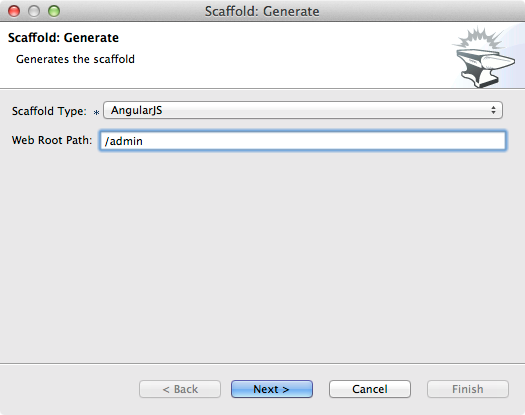 Scaffold: Generate
Scaffold: Generate
Generates the scaffold
Scaffold Type: * AngularJS
Web Root Path: /admin
< Back Next > Cancel Finish